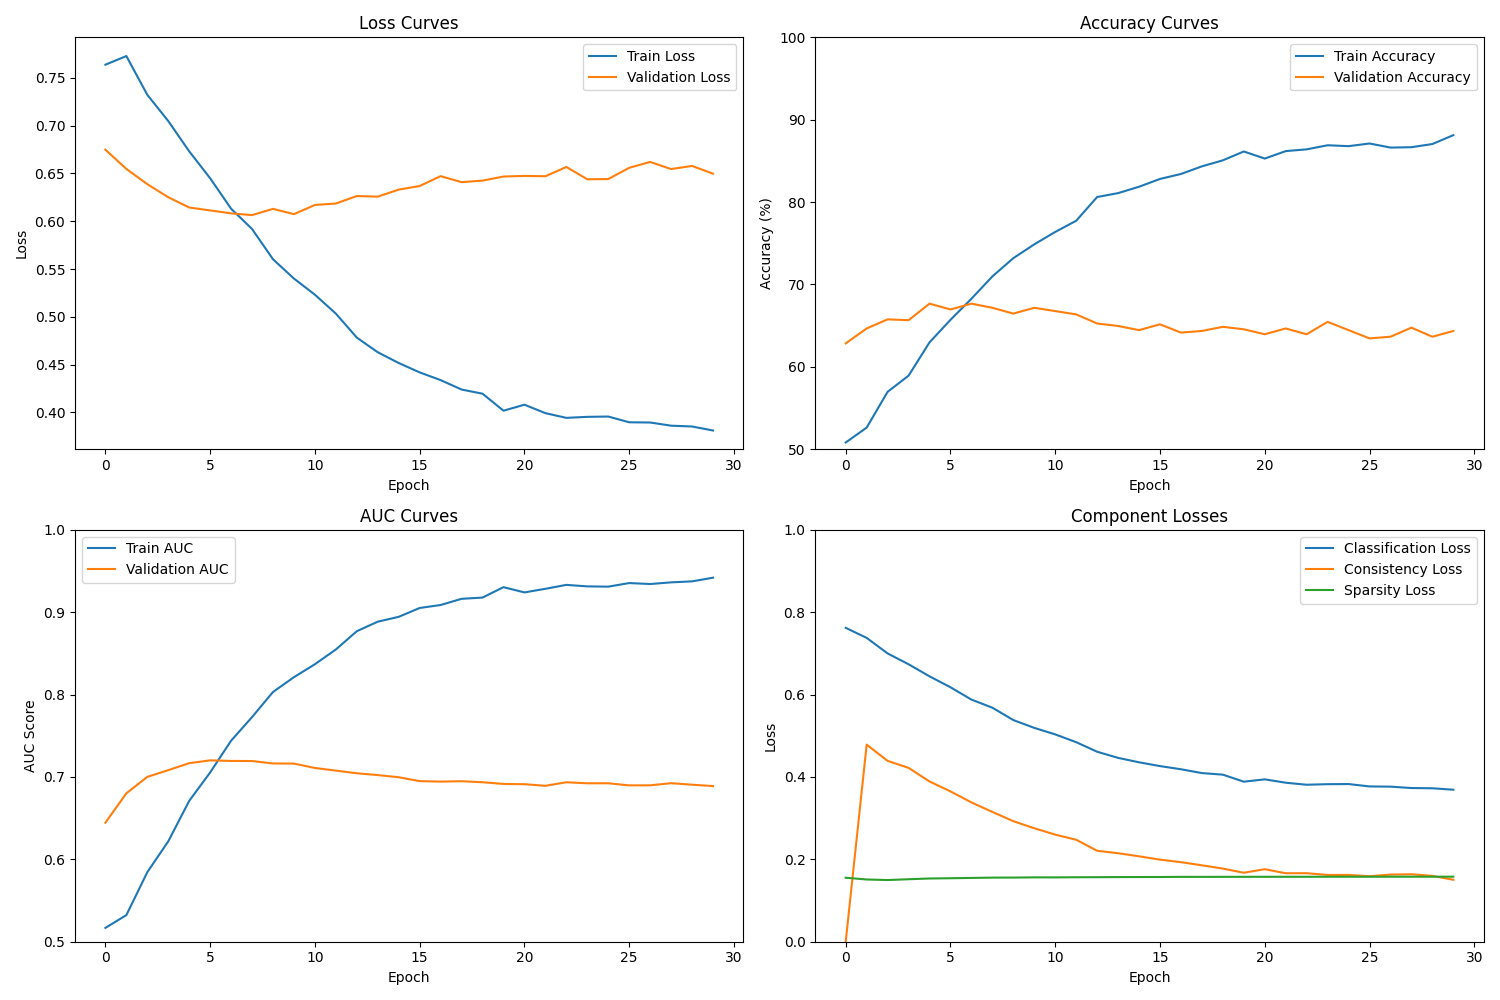 Loss Curves
Train Loss
Validation Loss
0.75
0.70
0.65
0.60
0.55
0.50
0.45
0.40
Loss
0 5 10 15 20 25 30
Epoch
Accuracy Curves
Train Accuracy
Validation Accuracy
100
90
80
70
60
50
Accuracy (%)
0 5 10 15 20 25 30
Epoch
AUC Curves
Train AUC
Validation AUC
1.0
0.9
0.8
0.7
0.6
0.5
AUC Score
0 5 10 15 20 25 30
Epoch
Component Losses
Classification Loss
Consistency Loss
Sparsity Loss
1.0
0.8
0.6
0.4
0.2
0.0
Loss
0 5 10 15 20 25 30
Epoch